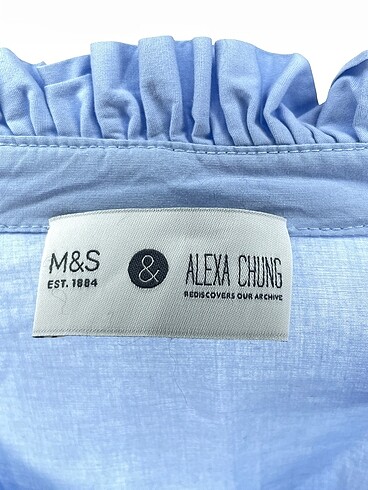 M&S
EST. 1884
&
ALEXA CHUNG
REDISCOVERS OUR ARCHIVE